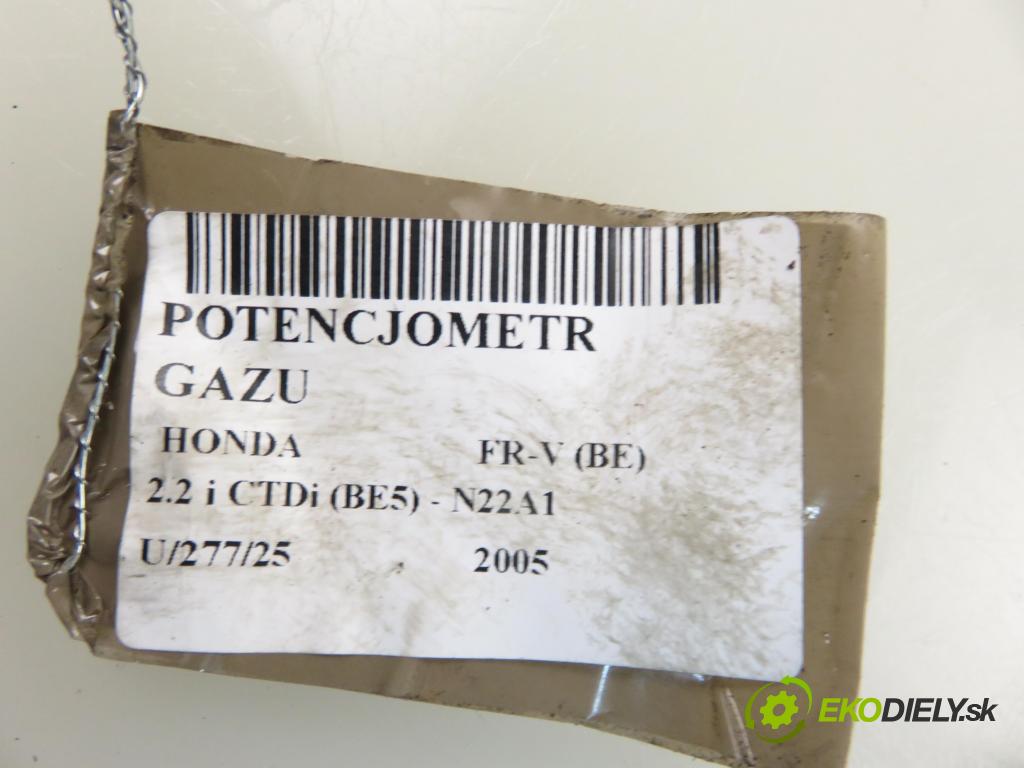 POTENCJOMETR
GAZU
HONDA FR-V (BE)
2.2 i CTDi (BE5) - N22A1
U/277/25 2005
EKODIELY.sk